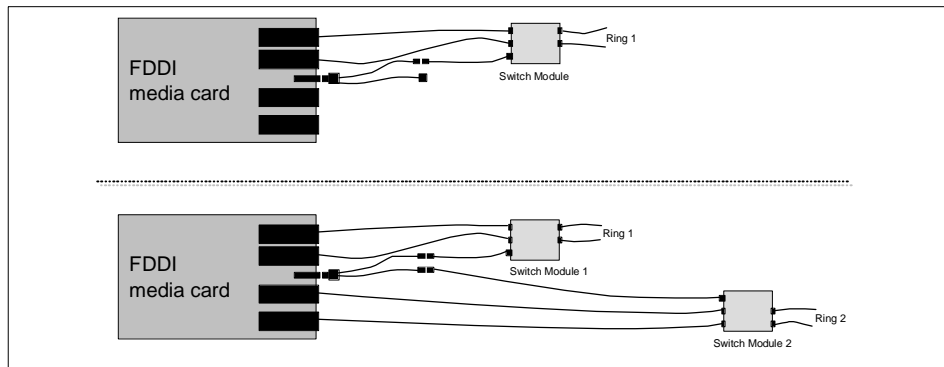 Ring 1
Switch Module
FDDI
media card
Ring 1
Switch Module 1
FDDI
media card
Ring 2
Switch Module 2